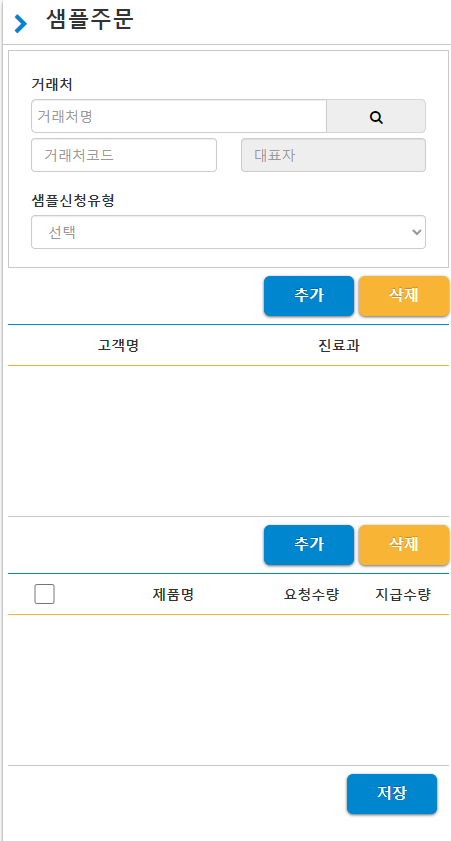 샘플주문
거래처
거래처명
거래처코드 대표자
샘플신청유형
선택
추가 삭제
고객명 진료과
추가 삭제
제품명 요청수량 지급수량
저장